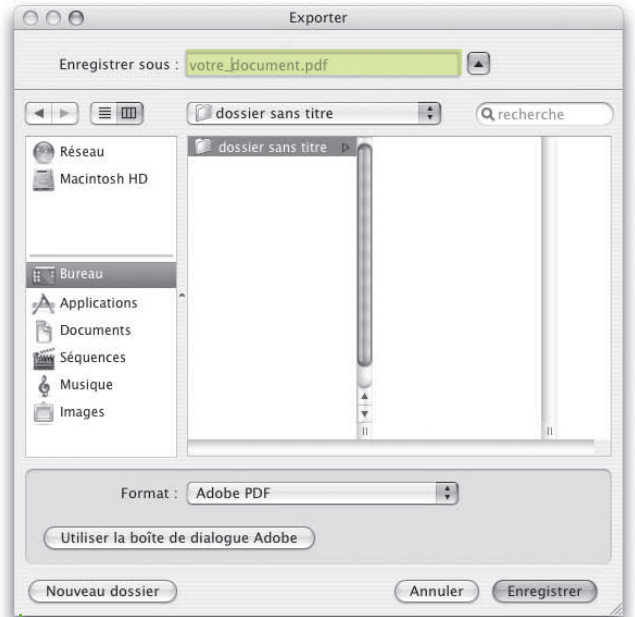 Exporter
Enregistrer sous : votre_document.pdf
dossier sans titre
recherche
Réseau
Macintosh HD
dossier sans titre
Bureau
Applications
Documents
Séquences
Musique
Images
Format : Adobe PDF
Utiliser la boîte de dialogue Adobe
Nouveau dossier
Annuler
Enregistrer